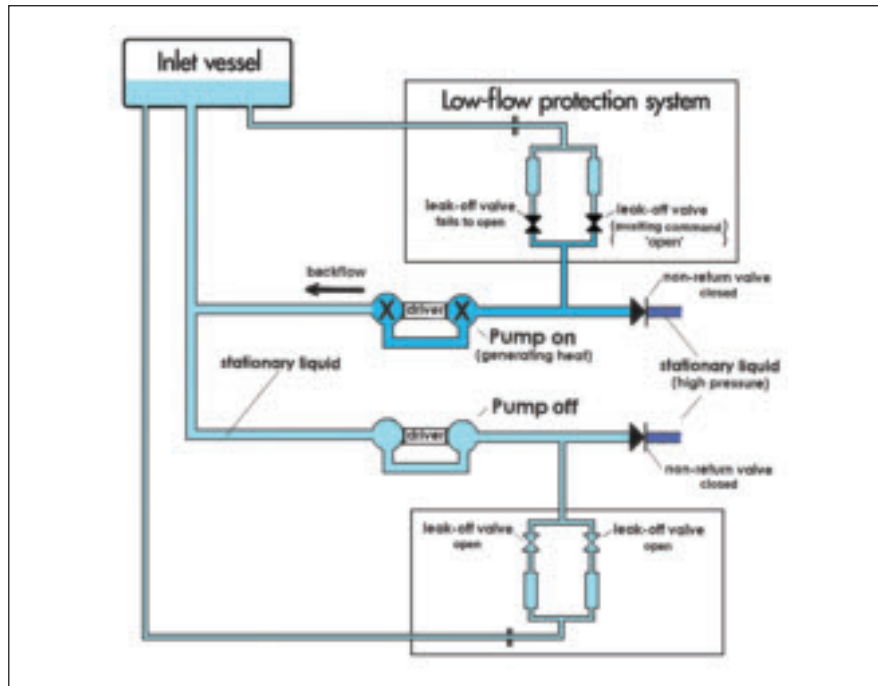 Inlet vessel
Low-flow protection system
leak-off valve
fails to open
leak-off valve
(awaiting command
'open')
backflow
non-return valve
closed
driver
Pump on
(generating heat)
stationary liquid
stationary liquid
(high pressure)
Pump off
driver
non-return valve
closed
leak-off valve
open
leak-off valve
open